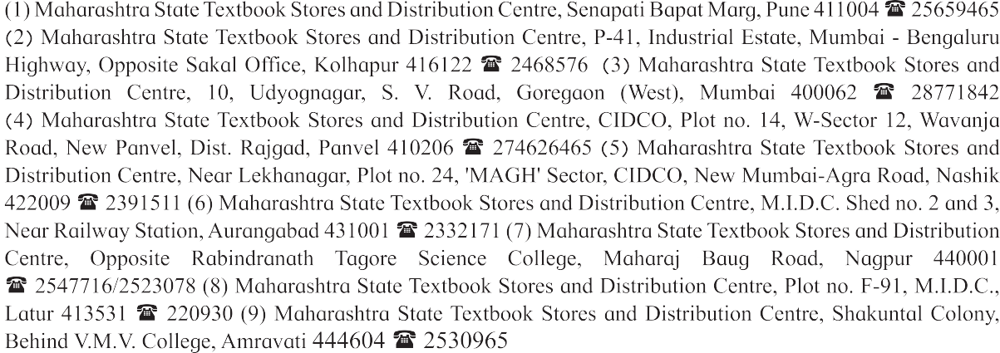 (1) Maharashtra State Textbook Stores and Distribution Centre, Senapati Bapat Marg, Pune 411004 ☎ 25659465
(2) Maharashtra State Textbook Stores and Distribution Centre, P-41, Industrial Estate, Mumbai - Bengaluru
Highway, Opposite Sakal Office, Kolhapur 416122 ☎ 2468576 (3) Maharashtra State Textbook Stores and
Distribution Centre, 10, Udyognagar, S. V. Road, Goregaon (West), Mumbai 400062 ☎ 28771842
(4) Maharashtra State Textbook Stores and Distribution Centre, CIDCO, Plot no. 14, W-Sector 12, Wavanja
Road, New Panvel, Dist. Rajgad, Panvel 410206 ☎ 274626465 (5) Maharashtra State Textbook Stores and
Distribution Centre, Near Lekhanagar, Plot no. 24, 'MAGH' Sector, CIDCO, New Mumbai-Agra Road, Nashik
422009 ☎ 2391511 (6) Maharashtra State Textbook Stores and Distribution Centre, M.I.D.C. Shed no. 2 and 3,
Near Railway Station, Aurangabad 431001 ☎ 2332171 (7) Maharashtra State Textbook Stores and Distribution
Centre, Opposite Rabindranath Tagore Science College, Maharaj Baug Road, Nagpur 440001
☎ 2547716/2523078 (8) Maharashtra State Textbook Stores and Distribution Centre, Plot no. F-91, M.I.D.C.,
Latur 413531 ☎ 220930 (9) Maharashtra State Textbook Stores and Distribution Centre, Shakuntal Colony,
Behind V.M.V. College, Amravati 444604 ☎ 2530965